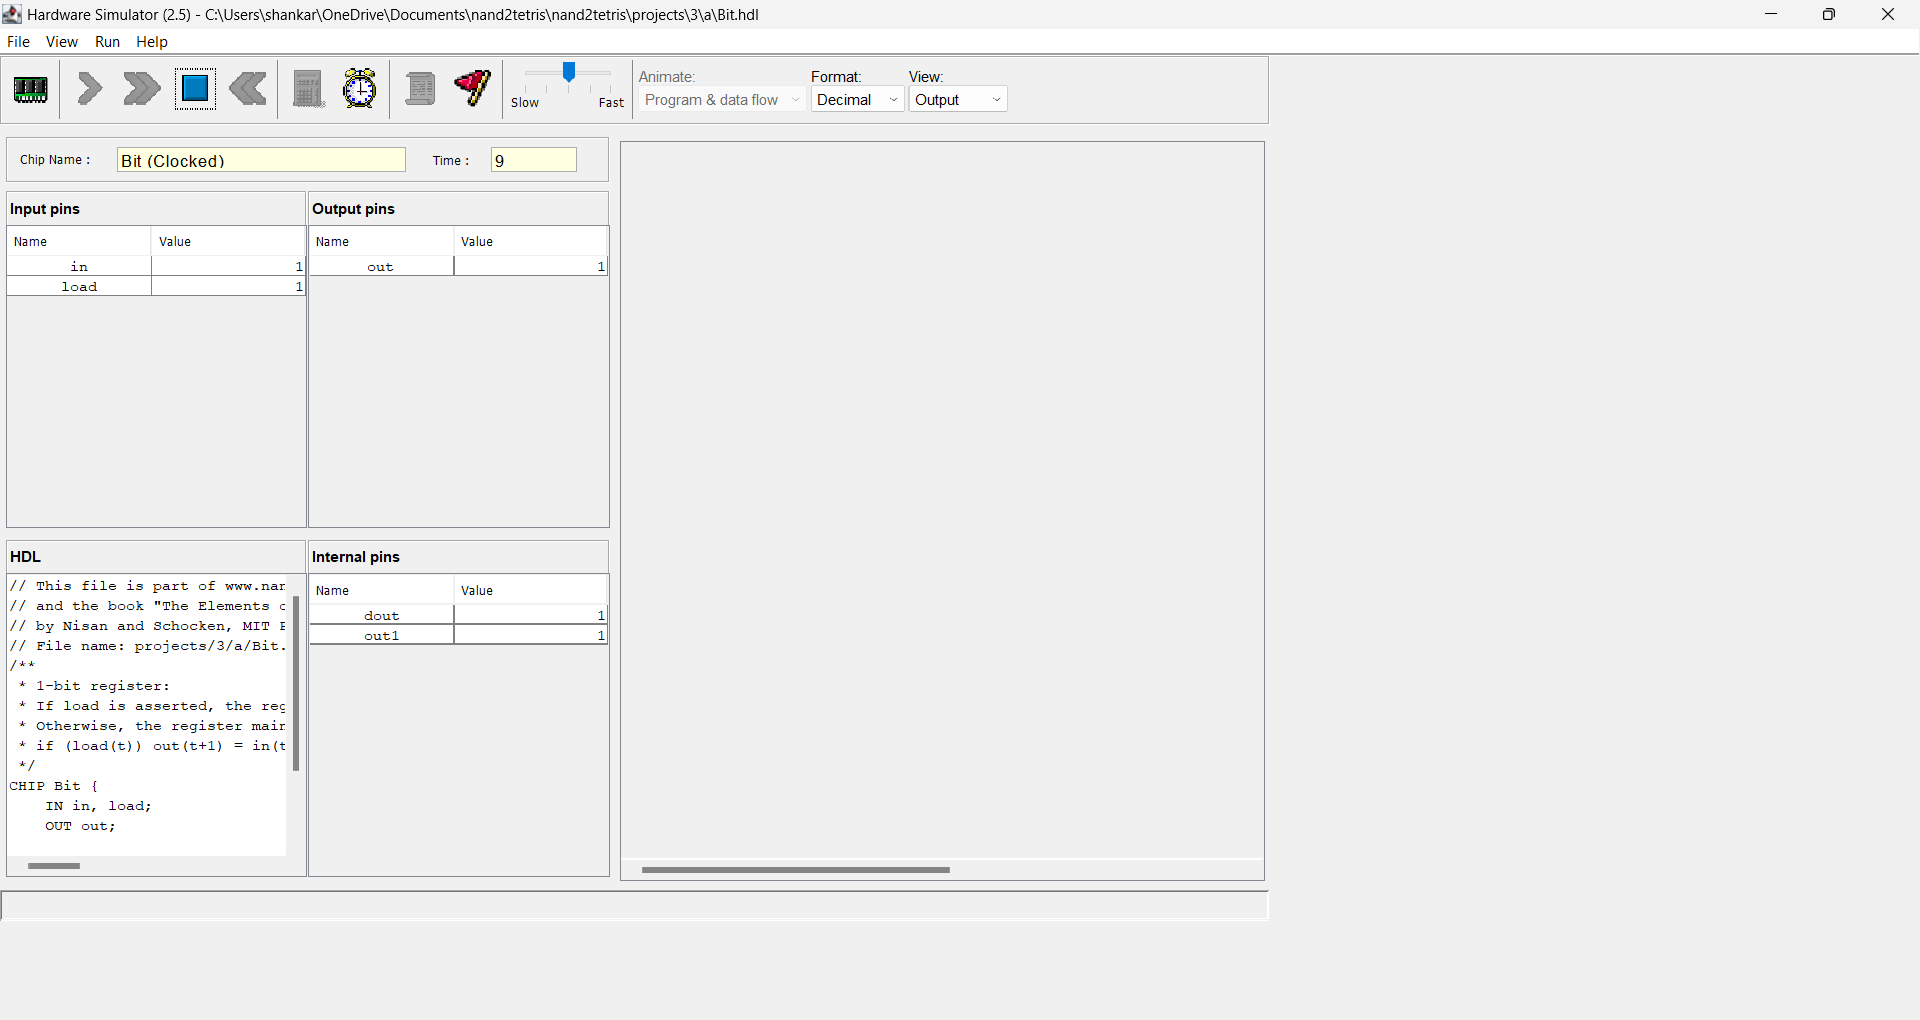 Hardware Simulator (2.5) - C:\Users\shankar\OneDrive\Documents\nand2tetris\nand2tetris\projects\3\a\Bit.hdl
File View Run Help
Slow Fast
Animate: Format: View:
Program & data flow Decimal Output
Chip Name : Bit (Clocked) Time : 9
Input pins Output pins
Name Value Name Value
in 1 out 1
load 1
HDL Internal pins
// This file is part of www.nan
Name Value
// and the book "The Elements o
dout 1
// by Nisan and Schocken, MIT P
out1 1
// File name: projects/3/a/Bit.
/**
* 1-bit register:
* If load is asserted, the reg
* Otherwise, the register main
* if (load(t)) out(t+1) = in(t
*/
CHIP Bit {
IN in, load;
OUT out;